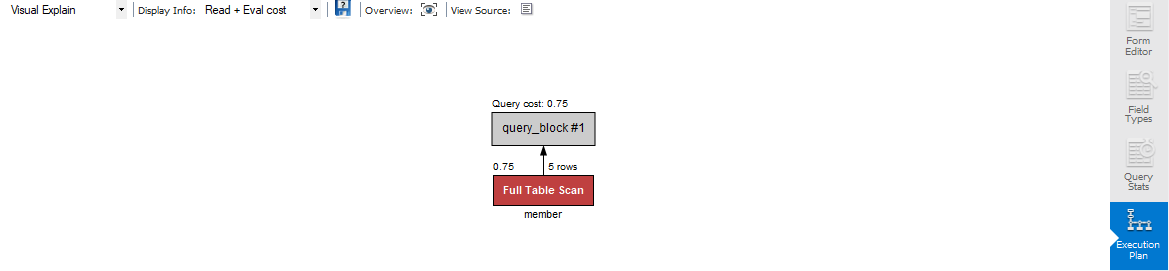 Visual Explain Display Info: Read + Eval cost Overview: View Source:
Form
Editor
Field
Types
Query
Stats
Execution
Plan
Query cost: 0.75
query_block #1
0.75 5 rows
Full Table Scan
member